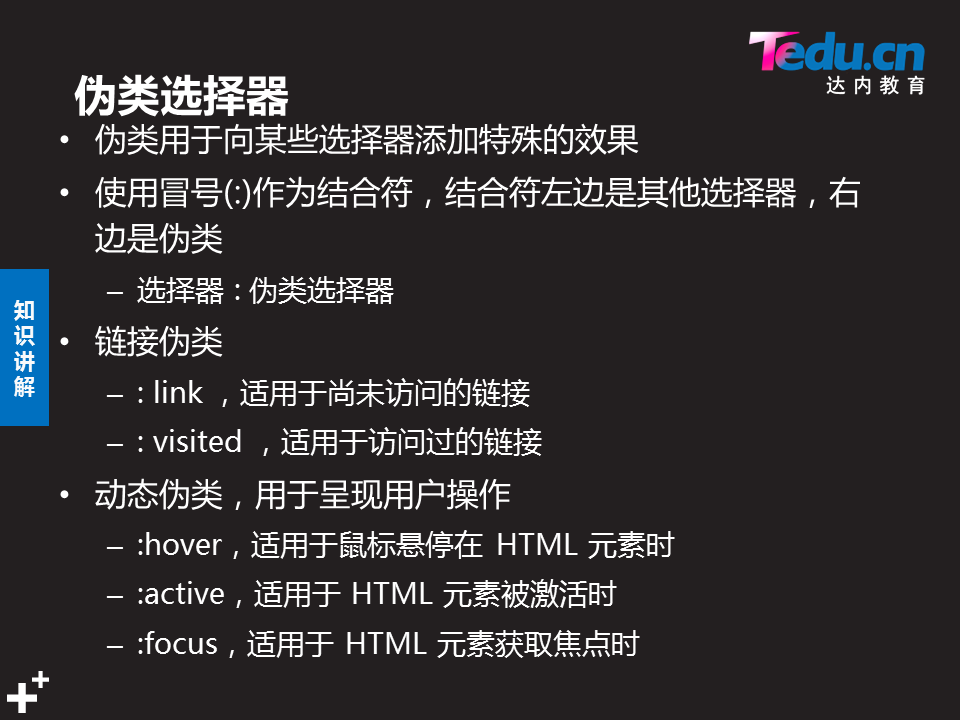 Tedu.cn
达内教育
伪类选择器
• 伪类用于向某些选择器添加特殊的效果
• 使用冒号(:)作为结合符，结合符左边是其他选择器，右
边是伪类
– 选择器 : 伪类选择器
知识讲解
• 链接伪类
– : link ，适用于尚未访问的链接
– : visited ，适用于访问过的链接
• 动态伪类，用于呈现用户操作
– :hover，适用于鼠标悬停在 HTML 元素时
– :active，适用于 HTML 元素被激活时
– :focus，适用于 HTML 元素获取焦点时